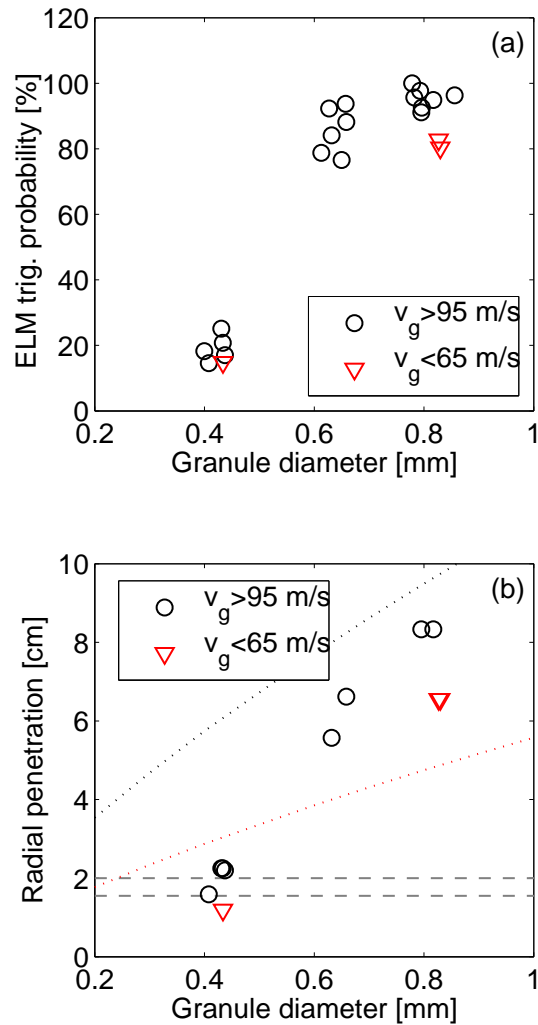 (a)
120
100
80
60
40
20
0
ELM trig. probability [%]
v_g>95 m/s
v_g<65 m/s
0.2 0.4 0.6 0.8 1
Granule diameter [mm]
(b)
10
8
6
4
2
0
Radial penetration [cm]
v_g>95 m/s
v_g<65 m/s
0.2 0.4 0.6 0.8 1
Granule diameter [mm]